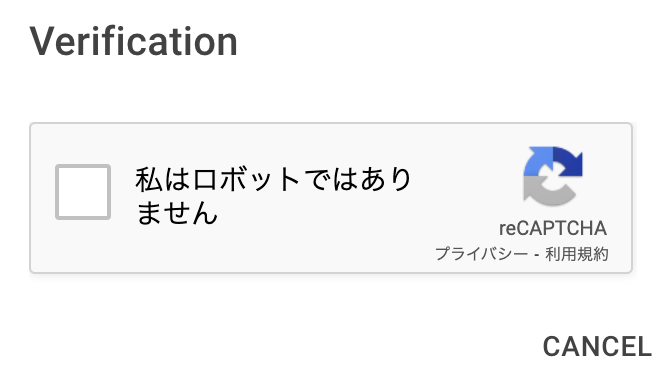 Verification
私はロボットではあり
ません
reCAPTCHA
プライバシー - 利用規約
CANCEL